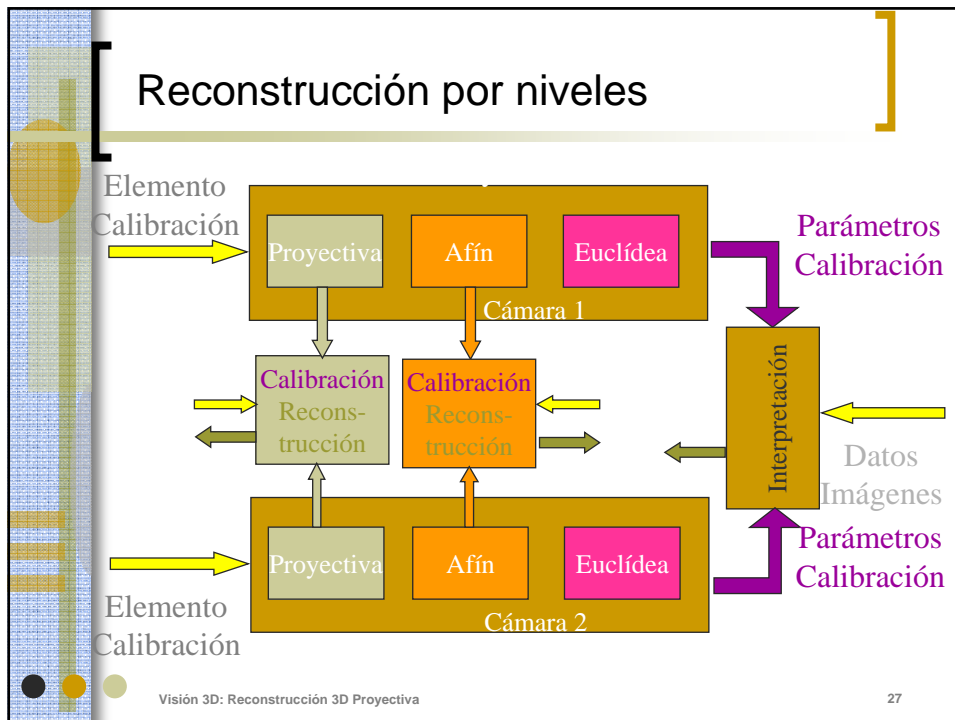 Reconstrucción por niveles
Elemento
Calibración
Proyectiva
Afín
Euclídea
Cámara 1
Parámetros
Calibración
Calibración
Recons-
trucción
Calibración
Recons-
trucción
Interpretación
Datos
Imágenes
Proyectiva
Afín
Euclídea
Cámara 2
Parámetros
Calibración
Elemento
Calibración
Visión 3D: Reconstrucción 3D Proyectiva
27